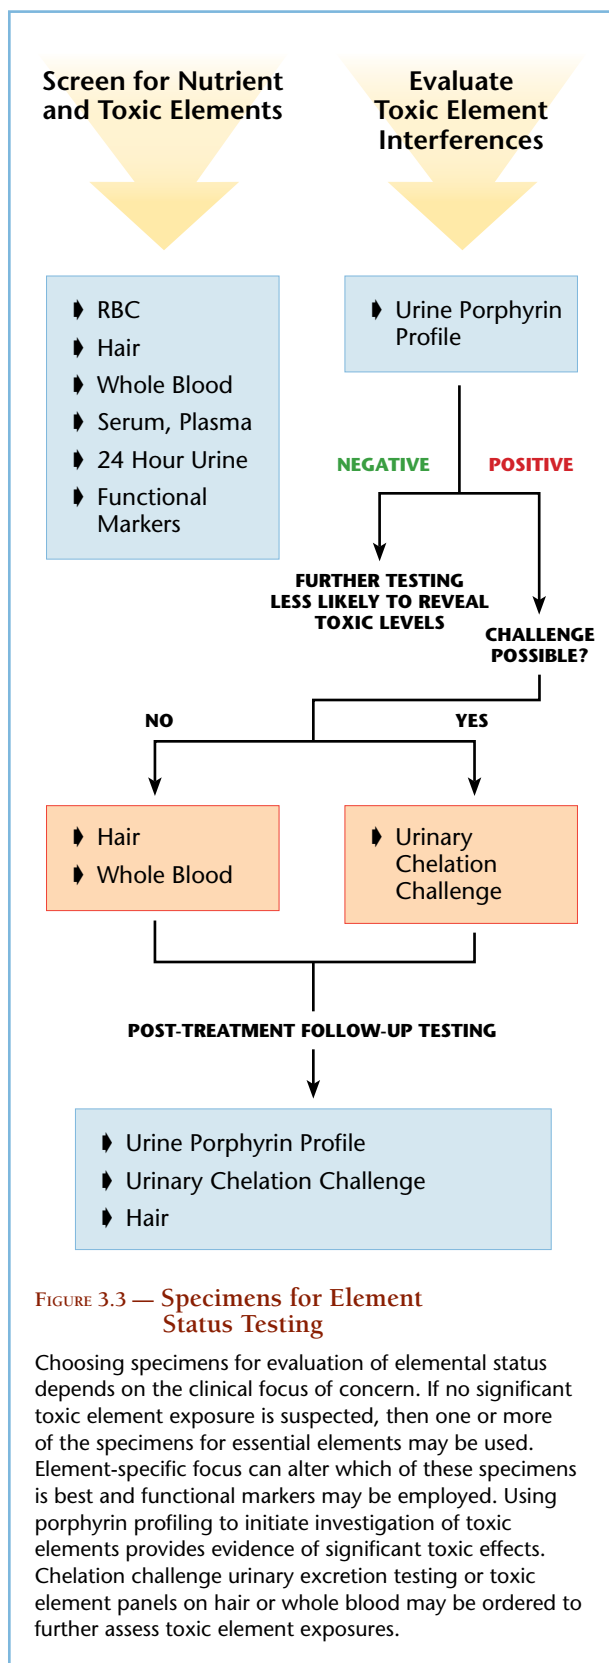 Screen for Nutrient
and Toxic Elements
Evaluate
Toxic Element
Interferences
➧ RBC
➧ Hair
➧ Whole Blood
➧ Serum, Plasma
➧ 24 Hour Urine
➧ Functional
Markers
➧ Urine Porphyrin
Profile
NEGATIVE
POSITIVE
FURTHER TESTING
LESS LIKELY TO REVEAL
TOXIC LEVELS
CHALLENGE
POSSIBLE?
NO
YES
➧ Hair
➧ Whole Blood
➧ Urinary
Chelation
Challenge
POST-TREATMENT FOLLOW-UP TESTING
➧ Urine Porphyrin Profile
➧ Urinary Chelation Challenge
➧ Hair
FIGURE 3.3 — Specimens for Element
Status Testing
Choosing specimens for evaluation of elemental status
depends on the clinical focus of concern. If no significant
toxic element exposure is suspected, then one or more
of the specimens for essential elements may be used.
Element-specific focus can alter which of these specimens
is best and functional markers may be employed. Using
porphyrin profiling to initiate investigation of toxic
elements provides evidence of significant toxic effects.
Chelation challenge urinary excretion testing or toxic
element panels on hair or whole blood may be ordered to
further assess toxic element exposures.